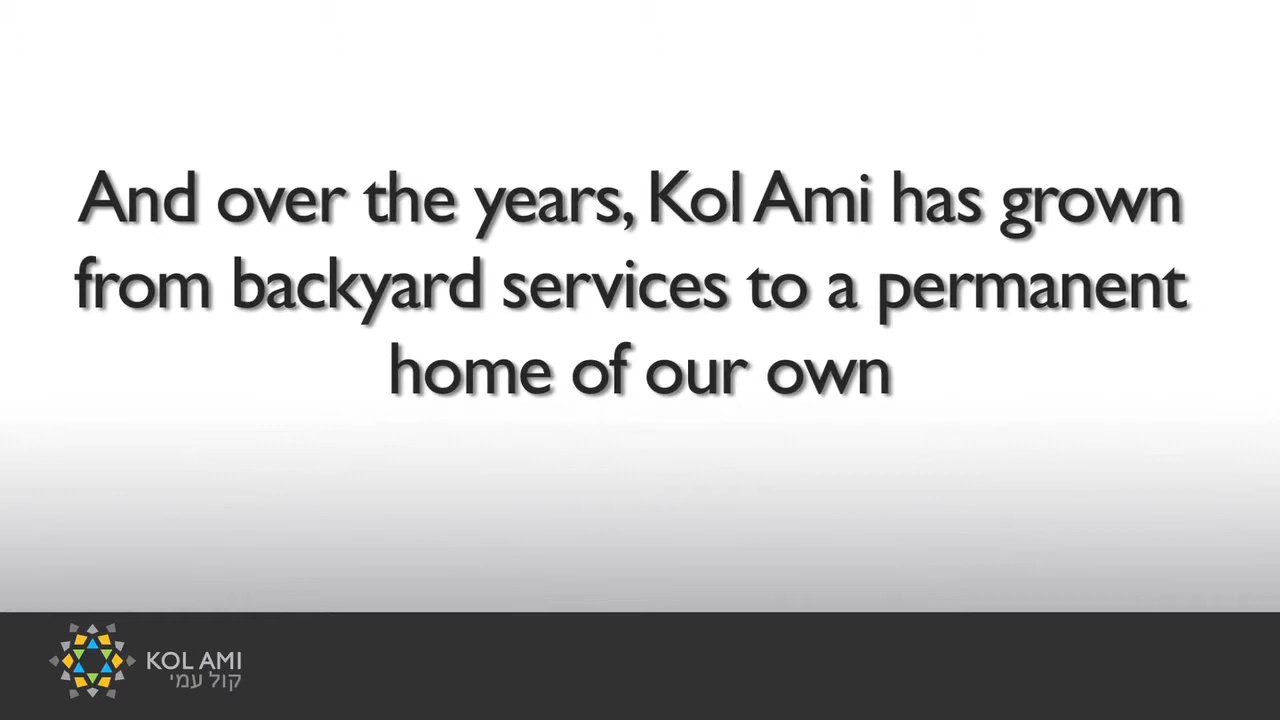 And over the years, Kol Ami has grown
from backyard services to a permanent
home of our own
KOL AMI
קול עמי